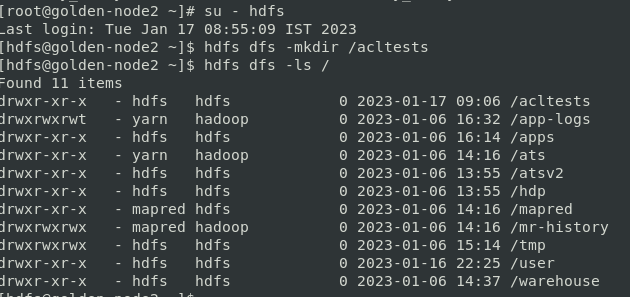 [root@golden-node2 ~]# su - hdfs
Last login: Tue Jan 17 08:55:09 IST 2023
[hdfs@golden-node2 ~]$ hdfs dfs -mkdir /acltests
[hdfs@golden-node2 ~]$ hdfs dfs -ls /
Found 11 items
drwxr-xr-x   - hdfs   hdfs            0 2023-01-17 09:06 /acltests
drwxrwxrwt   - yarn   hadoop          0 2023-01-06 16:32 /app-logs
drwxr-xr-x   - hdfs   hdfs            0 2023-01-06 16:14 /apps
drwxr-xr-x   - yarn   hadoop          0 2023-01-06 14:16 /ats
drwxr-xr-x   - hdfs   hdfs            0 2023-01-06 13:55 /atsv2
drwxr-xr-x   - hdfs   hdfs            0 2023-01-06 13:55 /hdp
drwxr-xr-x   - mapred hdfs            0 2023-01-06 14:16 /mapred
drwxrwxrwx   - mapred hadoop          0 2023-01-06 14:16 /mr-history
drwxrwxrwx   - hdfs   hdfs            0 2023-01-06 15:14 /tmp
drwxr-xr-x   - hdfs   hdfs            0 2023-01-16 22:25 /user
drwxr-xr-x   - hdfs   hdfs            0 2023-01-06 14:37 /warehouse
[hdfs@golden-node2 ~]$